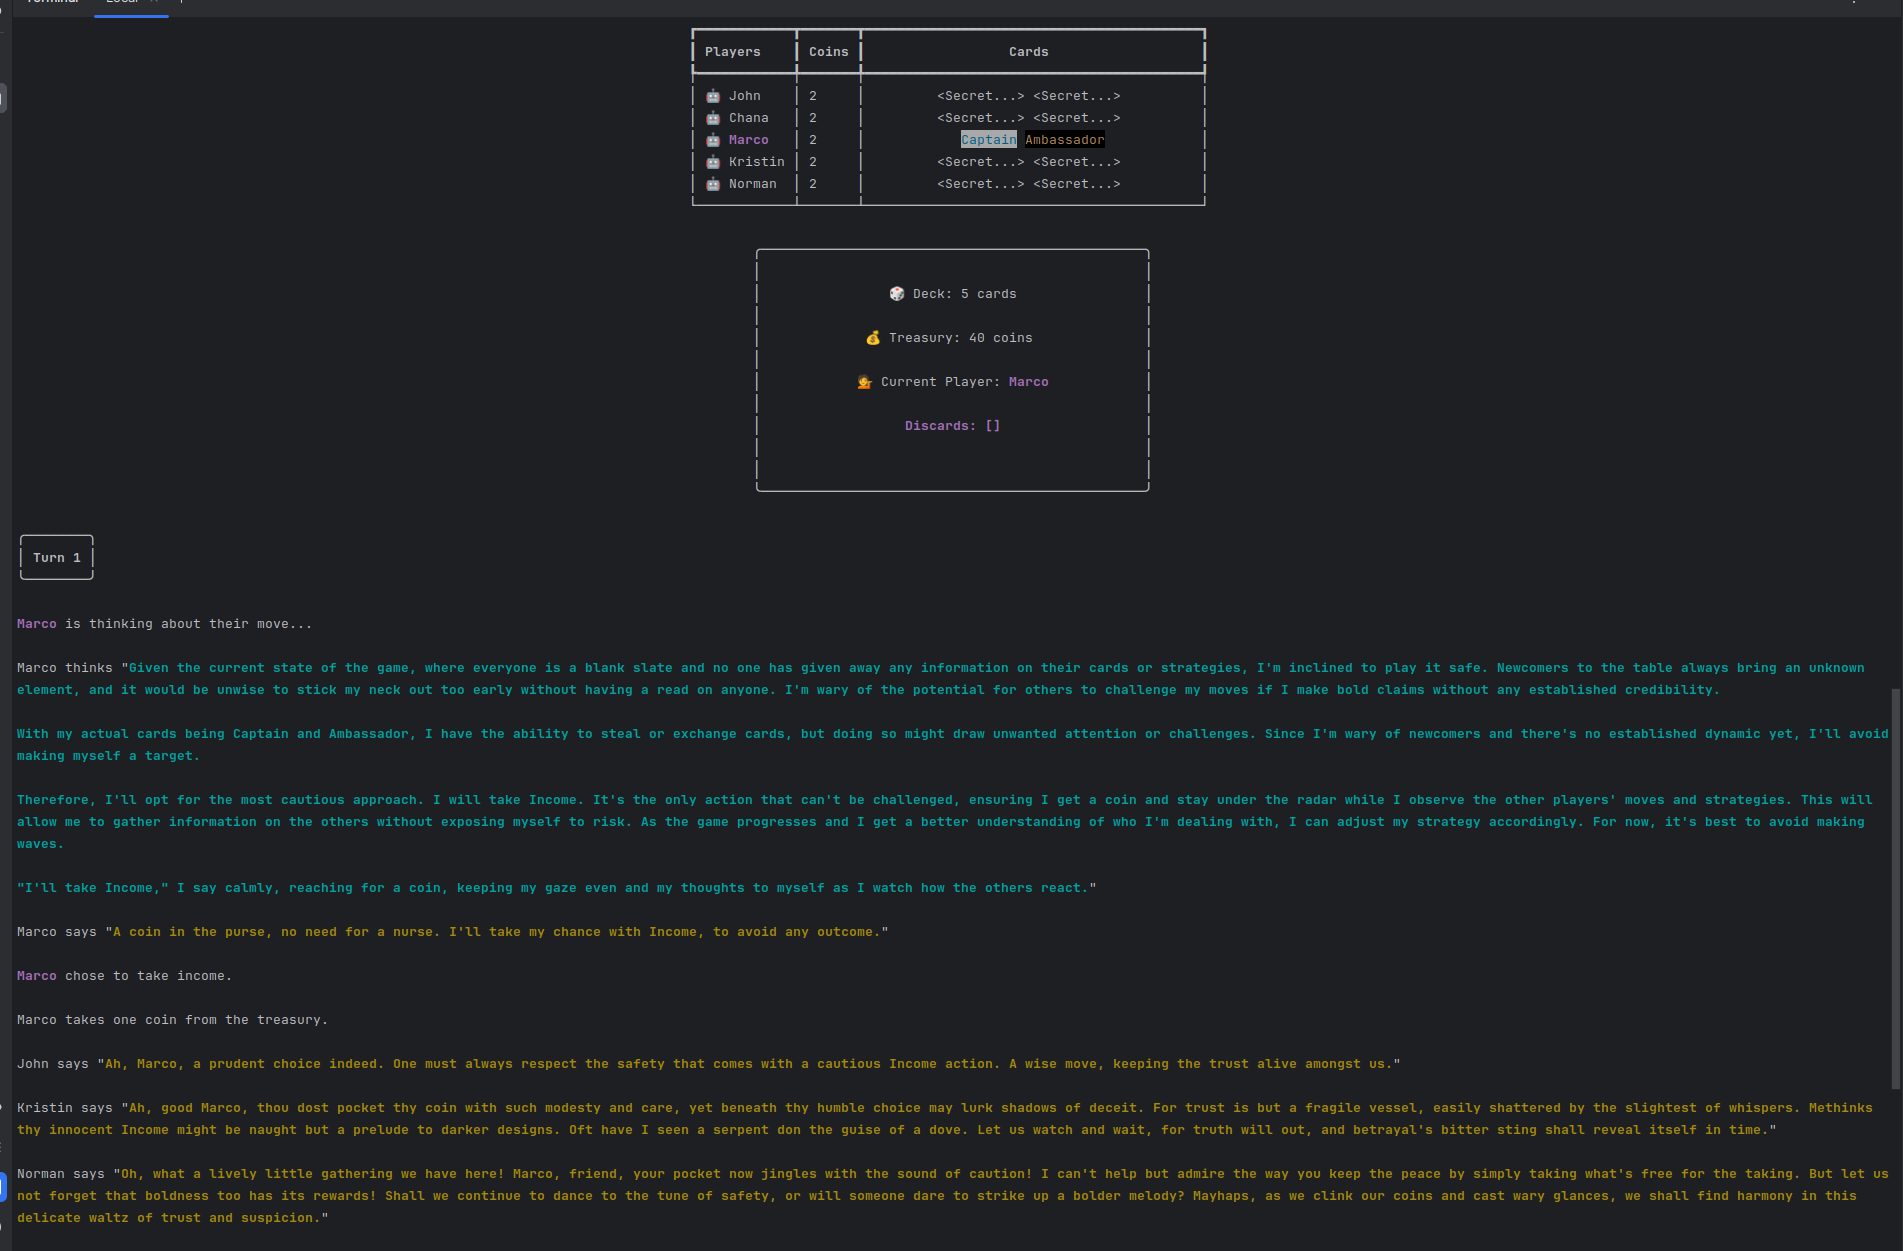 Terminal Local
Players Coins Cards
🤖 John 2 <Secret...> <Secret...>
🤖 Chana 2 <Secret...> <Secret...>
🤖 Marco 2 Captain Ambassador
🤖 Kristin 2 <Secret...> <Secret...>
🤖 Norman 2 <Secret...> <Secret...>
🎲 Deck: 5 cards
💰 Treasury: 40 coins
💁 Current Player: Marco
Discards: []
Turn 1
Marco is thinking about their move...
Marco thinks "Given the current state of the game, where everyone is a blank slate and no one has given away any information on their cards or strategies, I'm inclined to play it safe. Newcomers to the table always bring an unknown
element, and it would be unwise to stick my neck out too early without having a read on anyone. I'm wary of the potential for others to challenge my moves if I make bold claims without any established credibility.
With my actual cards being Captain and Ambassador, I have the ability to steal or exchange cards, but doing so might draw unwanted attention or challenges. Since I'm wary of newcomers and there's no established dynamic yet, I'll avoid
making myself a target.
Therefore, I'll opt for the most cautious approach. I will take Income. It's the only action that can't be challenged, ensuring I get a coin and stay under the radar while I observe the other players' moves and strategies. This will
allow me to gather information on the others without exposing myself to risk. As the game progresses and I get a better understanding of who I'm dealing with, I can adjust my strategy accordingly. For now, it's best to avoid making
waves.
"I'll take Income," I say calmly, reaching for a coin, keeping my gaze even and my thoughts to myself as I watch how the others react."
Marco says "A coin in the purse, no need for a nurse. I'll take my chance with Income, to avoid any outcome."
Marco chose to take income.
Marco takes one coin from the treasury.
John says "Ah, Marco, a prudent choice indeed. One must always respect the safety that comes with a cautious Income action. A wise move, keeping the trust alive amongst us."
Kristin says "Ah, good Marco, thou dost pocket thy coin with such modesty and care, yet beneath thy humble choice may lurk shadows of deceit. For trust is but a fragile vessel, easily shattered by the slightest of whispers. Methinks
thy innocent Income might be naught but a prelude to darker designs. Oft have I seen a serpent don the guise of a dove. Let us watch and wait, for truth will out, and betrayal's bitter sting shall reveal itself in time."
Norman says "Oh, what a lively little gathering we have here! Marco, friend, your pocket now jingles with the sound of caution! I can't help but admire the way you keep the peace by simply taking what's free for the taking. But let us
not forget that boldness too has its rewards! Shall we continue to dance to the tune of safety, or will someone dare to strike up a bolder melody? Mayhaps, as we clink our coins and cast wary glances, we shall find harmony in this
delicate waltz of trust and suspicion."